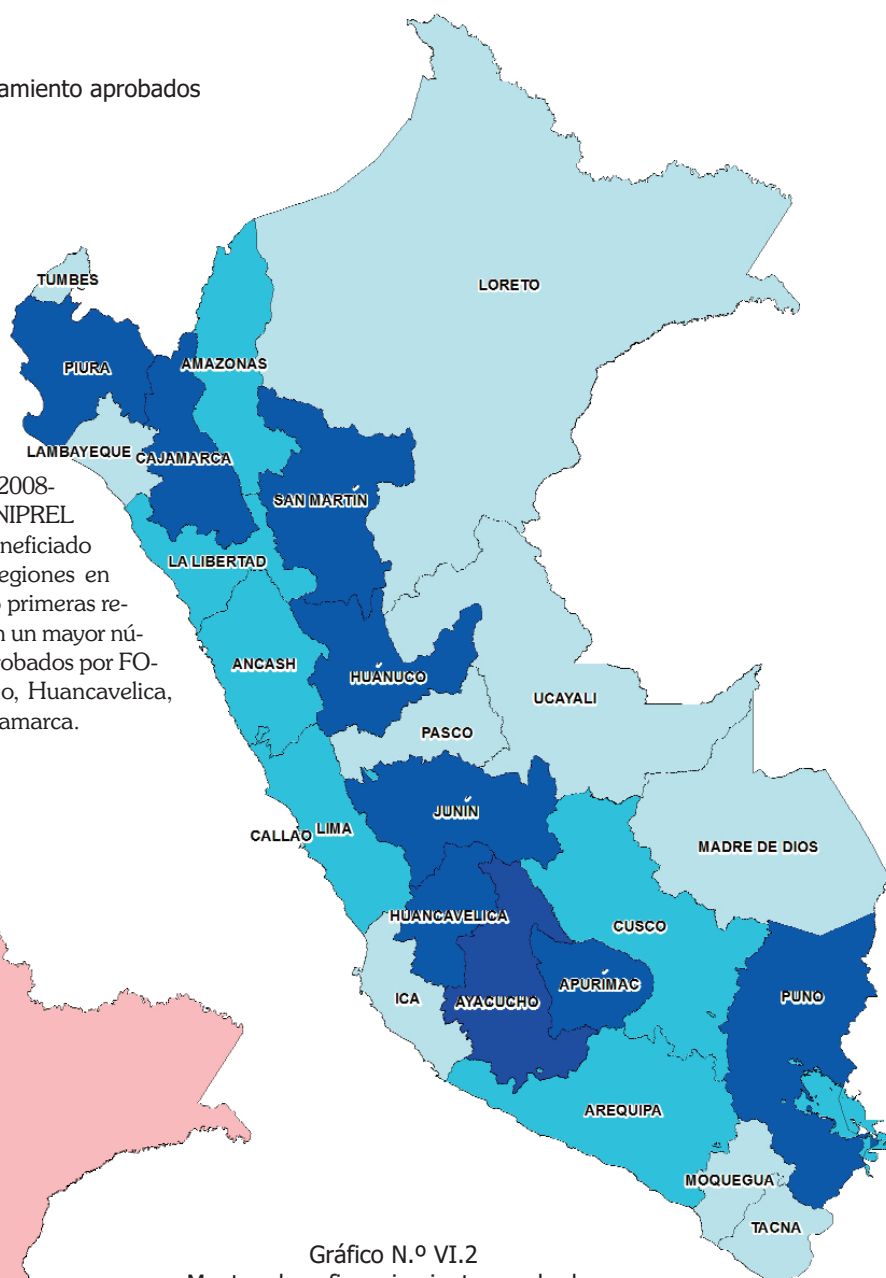 amiento aprobados
TUMBES
LORETO
PIURA
AMAZONAS
LAMBAYEQUE
CAJAMARCA
SAN MARTÍN
2008-
NIPREL
neficiado
egiones en
primeras re-
n un mayor nú-
robados por FO-
o, Huancavelica,
amarca.
LA LIBERTAD
ANCASH
HUÁNUCO
UCAYALI
PASCO
JUNÍN
CALLAO
LIMA
MADRE DE DIOS
HUANCAVELICA
CUSCO
ICA
AYACUCHO
APURÍMAC
PUNO
AREQUIPA
MOQUEGUA
TACNA
Gráfico N.º VI.2